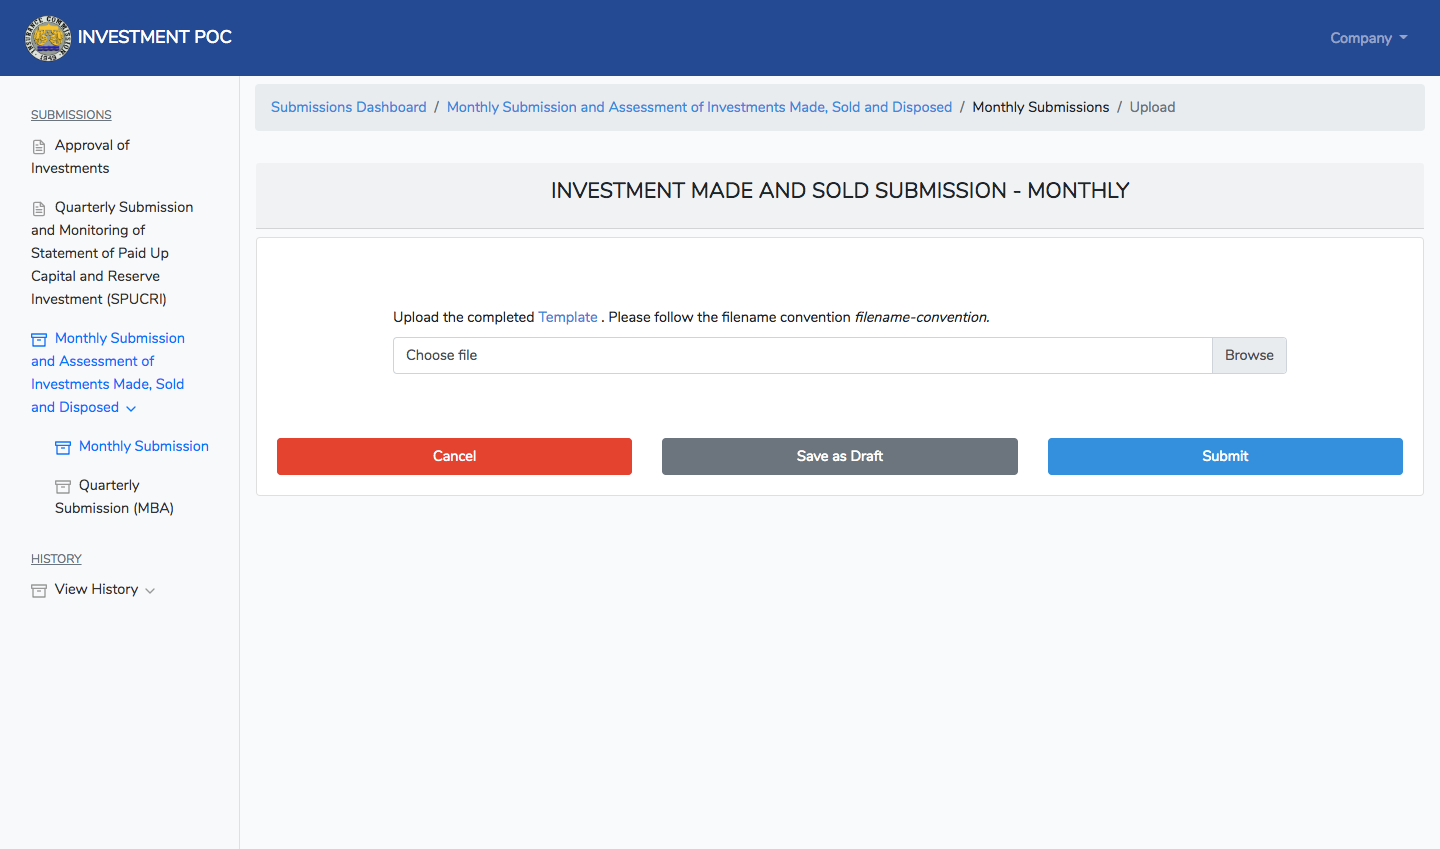 INSURANCE COMMISSION
1949
INVESTMENT POC
Company
SUBMISSIONS
Approval of
Investments
Quarterly Submission
and Monitoring of
Statement of Paid Up
Capital and Reserve
Investment (SPUCRI)
Monthly Submission
and Assessment of
Investments Made, Sold
and Disposed
Monthly Submission
Quarterly
Submission (MBA)
HISTORY
View History
Submissions Dashboard / Monthly Submission and Assessment of Investments Made, Sold and Disposed / Monthly Submissions / Upload
INVESTMENT MADE AND SOLD SUBMISSION - MONTHLY
Upload the completed Template . Please follow the filename convention filename-convention.
Choose file Browse
Cancel Save as Draft Submit